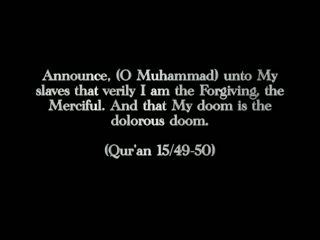 Announce, (O Muhammad) unto My
slaves that verily I am the Forgiving, the
Merciful. And that My doom is the
dolorous doom.
(Qur'an 15/49-50)